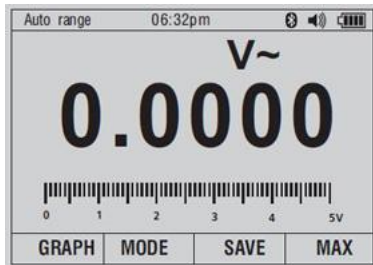 Auto range 06:32pm
V~
0.0000
0 1 2 3 4 5V
GRAPH MODE SAVE MAX